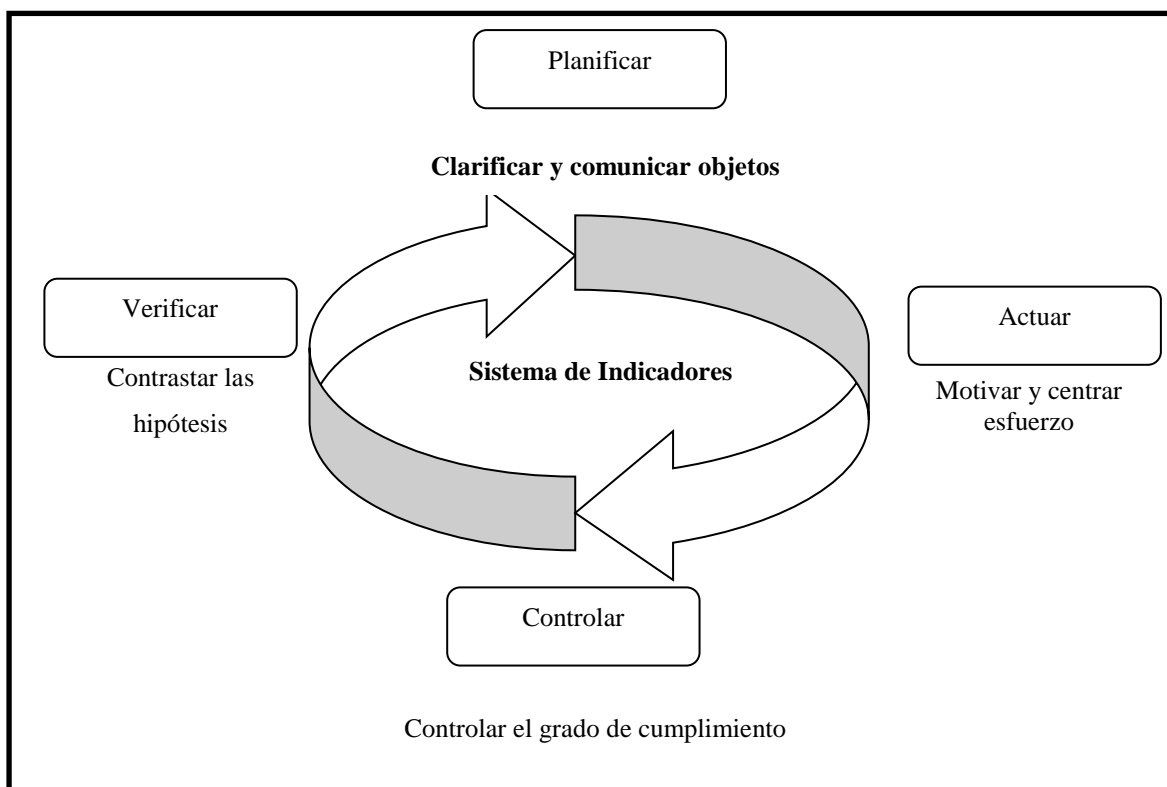 Planificar
Clarificar y comunicar objetos
Verificar
Contrastar las
hipótesis
Sistema de Indicadores
Actuar
Motivar y centrar
esfuerzo
Controlar
Controlar el grado de cumplimiento